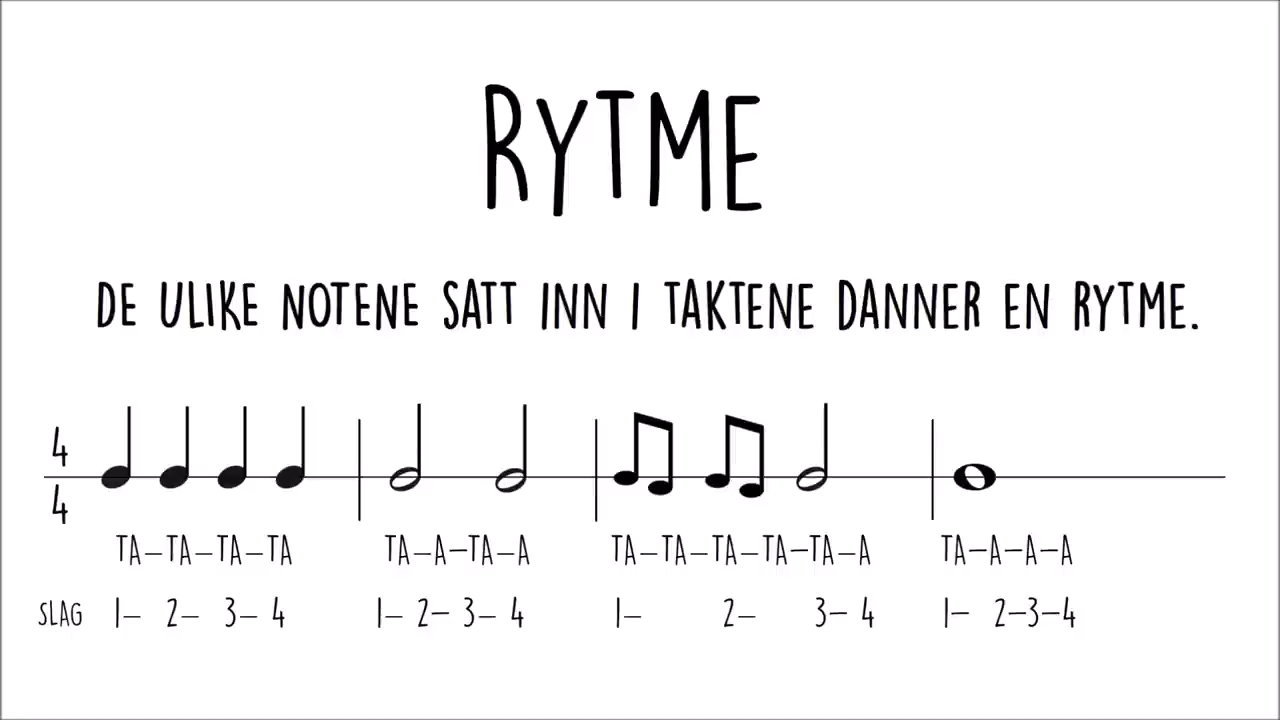 RYTME
DE ULIKE NOTENE SATT INN I TAKTENE DANNER EN RYTME.
4
4
TA-TA-TA-TA TA-A-TA-A TA-TA-TA-TA-TA-A TA-A-A-A
SLAG 1- 2- 3- 4 1- 2- 3- 4 1- 2- 3- 4 1- 2-3-4